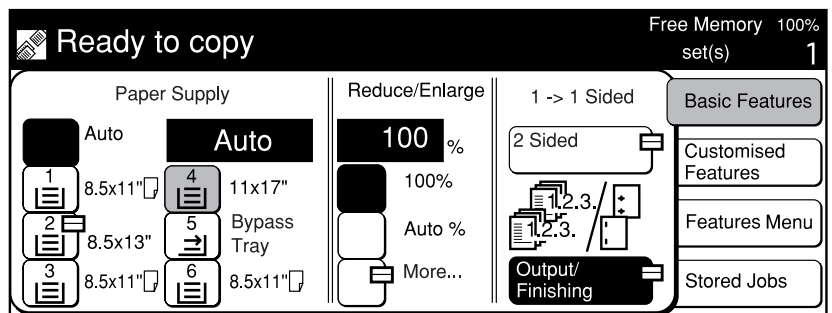 Ready to copy
Free Memory 100%
set(s) 1
Paper Supply
Auto
Auto
1
8.5x11"
4
11x17"
2
8.5x13"
5
Bypass
Tray
3
8.5x11"
6
8.5x11"
Reduce/Enlarge
100 %
100%
Auto %
More...
1 -> 1 Sided
2 Sided
1.2.3.
1.2.3.
Output/
Finishing
Basic Features
Customised
Features
Features Menu
Stored Jobs